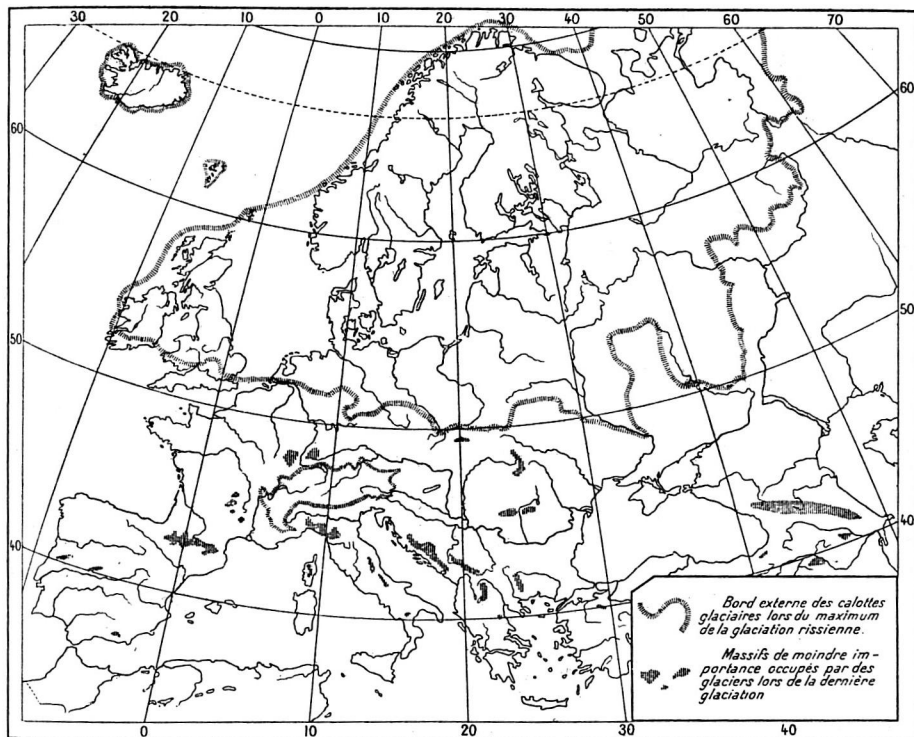 30 20 10 0 10 20 30 40 50 60 70
60
60
50
50
40
40
Bord externe des calottes
glaciaires lors du maximum
de la glaciation rissienne.
Massifs de moindre im-
portance occupés par des
glaciers lors de la dernière
glaciation
0 10 20 30 40